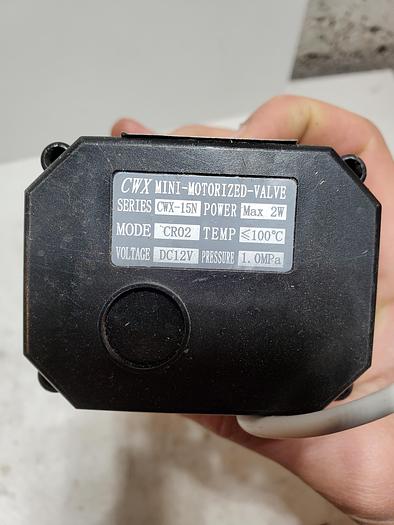 CWX MINI-MOTORIZED-VALVE
SERIES CWX-15N POWER Max 2W
MODE CR02 TEMP ≤100℃
VOLTAGE DC12V PRESSURE 1.0MPa